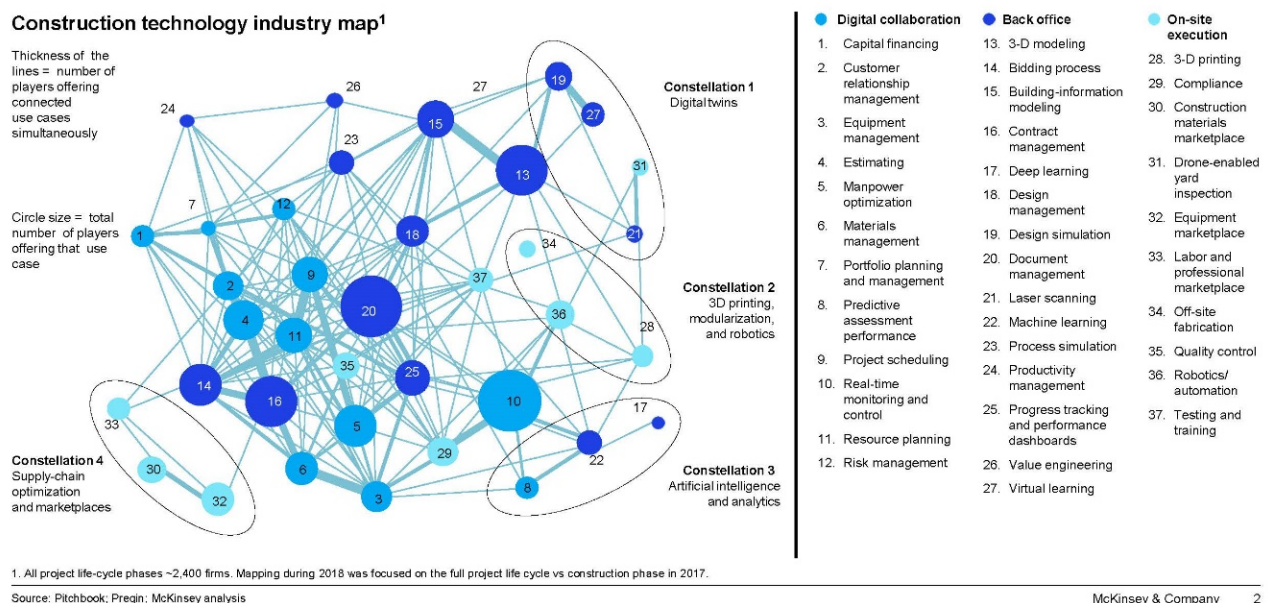 Construction technology industry map1
Thickness of the
lines = number of
players offering
connected
use cases
simultaneously
Circle size = total
number of players
offering that use
case
24
26
27
23
7
12
1
15
19
27
13
31
21
18
2
9
4
11
20
37
34
36
28
35
25
14
16
5
10
17
22
29
6
3
8
33
30
32
Constellation 1
Digital twins
Constellation 2
3D printing,
modularization,
and robotics
Constellation 3
Artificial intelligence
and analytics
Constellation 4
Supply-chain
optimization
and marketplaces
Digital collaboration
1. Capital financing
2. Customer
relationship
management
3. Equipment
management
4. Estimating
5. Manpower
optimization
6. Materials
management
7. Portfolio planning
and management
8. Predictive
assessment
performance
9. Project scheduling
10. Real-time
monitoring and
control
11. Resource planning
12. Risk management
Back office
13. 3-D modeling
14. Bidding process
15. Building-information
modeling
16. Contract
management
17. Deep learning
18. Design
management
19. Design simulation
20. Document
management
21. Laser scanning
22. Machine learning
23. Process simulation
24. Productivity
management
25. Progress tracking
and performance
dashboards
26. Value engineering
27. Virtual learning
On-site
execution
28. 3-D printing
29. Compliance
30. Construction
materials
marketplace
31. Drone-enabled
yard
inspection
32. Equipment
marketplace
33. Labor and
professional
marketplace
34. Off-site
fabrication
35. Quality control
36. Robotics/
automation
37. Testing and
training
1. All project life-cycle phases ~2,400 firms. Mapping during 2018 was focused on the full project life cycle vs construction phase in 2017.
Source: Pitchbook; Preqin; McKinsey analysis
McKinsey & Company 2